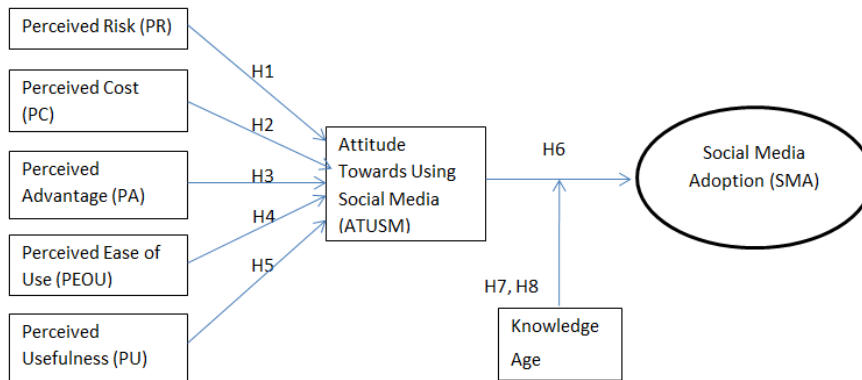 Perceived Risk (PR)
H1
Perceived Cost
(PC)
H2
Perceived
Advantage (PA)
H3
Perceived Ease of
Use (PEOU)
H4
Perceived
Usefulness (PU)
H5
Attitude
Towards Using
Social Media
(ATUSM)
H6
Social Media
Adoption (SMA)
H7, H8
Knowledge
Age